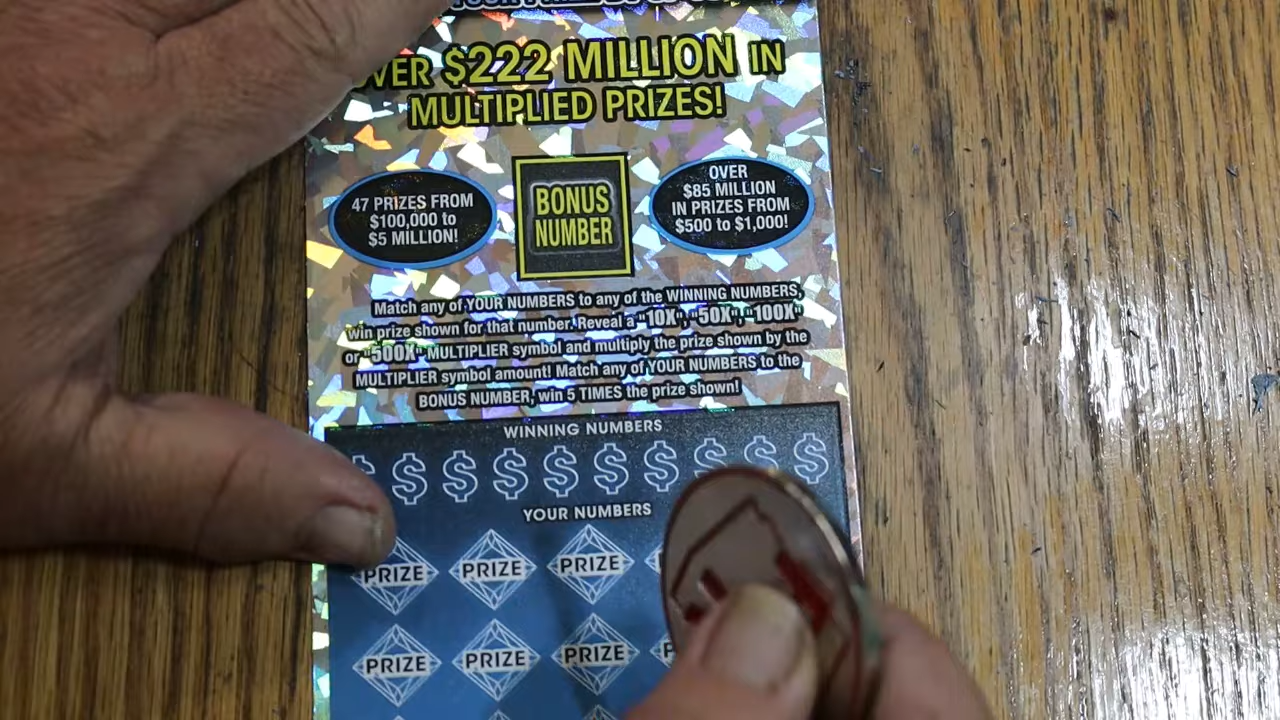 OVER $222 MILLION IN
MULTIPLIED PRIZES!
47 PRIZES FROM
$100,000 to
$5 MILLION!
BONUS
NUMBER
OVER
$85 MILLION
IN PRIZES FROM
$500 to $1,000!
Match any of YOUR NUMBERS to any of the WINNING NUMBERS,
win prize shown for that number. Reveal a "10X", "50X", "100X"
or "500X" MULTIPLIER symbol and multiply the prize shown by the
MULTIPLIER symbol amount! Match any of YOUR NUMBERS to the
BONUS NUMBER, win 5 TIMES the prize shown!
WINNING NUMBERS
$ $ $ $ $ $ $ $ $ $
YOUR NUMBERS
PRIZE PRIZE PRIZE
PRIZE PRIZE PRIZE P